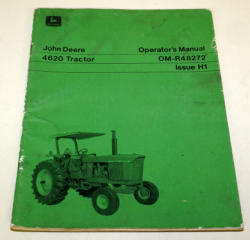 John Deere
4620 Tractor
Operator's Manual
OM-R48272
Issue H1